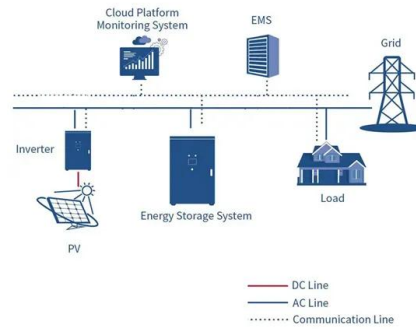 Cloud Platform
Monitoring System
EMS
Grid
Inverter
Energy Storage System
Load
PV
DC Line
AC Line
Communication Line